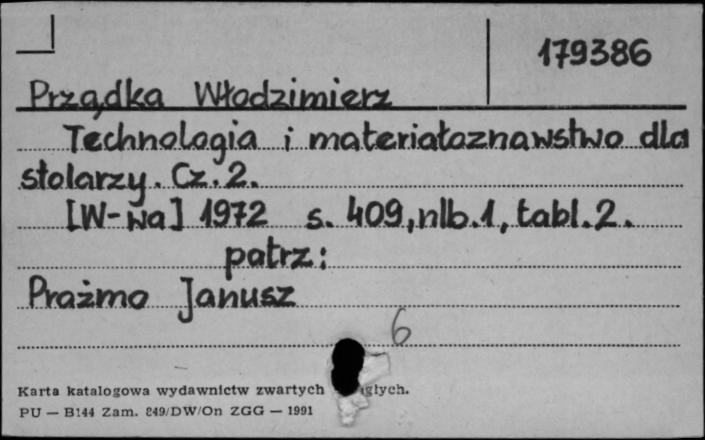 179386
Prządka Włodzimierz
Technologia i materiałoznawstwo dla
stolarzy. Cz. 2.
[W-wa] 1972 s. 409, nlb. 1, tabl. 2.
patrz:
Prażmo Janusz
6
Karta katalogowa wydawnictw zwartych
PU — B144 Zam. 849/DW/On ZGG — 1991